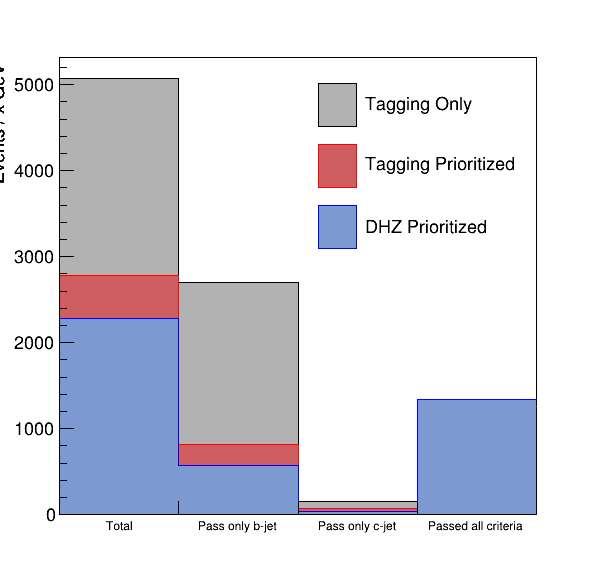 Events / x GeV
5000
4000
3000
2000
1000
0
Tagging Only
Tagging Prioritized
DHZ Prioritized
Total
Pass only b-jet
Pass only c-jet
Passed all criteria